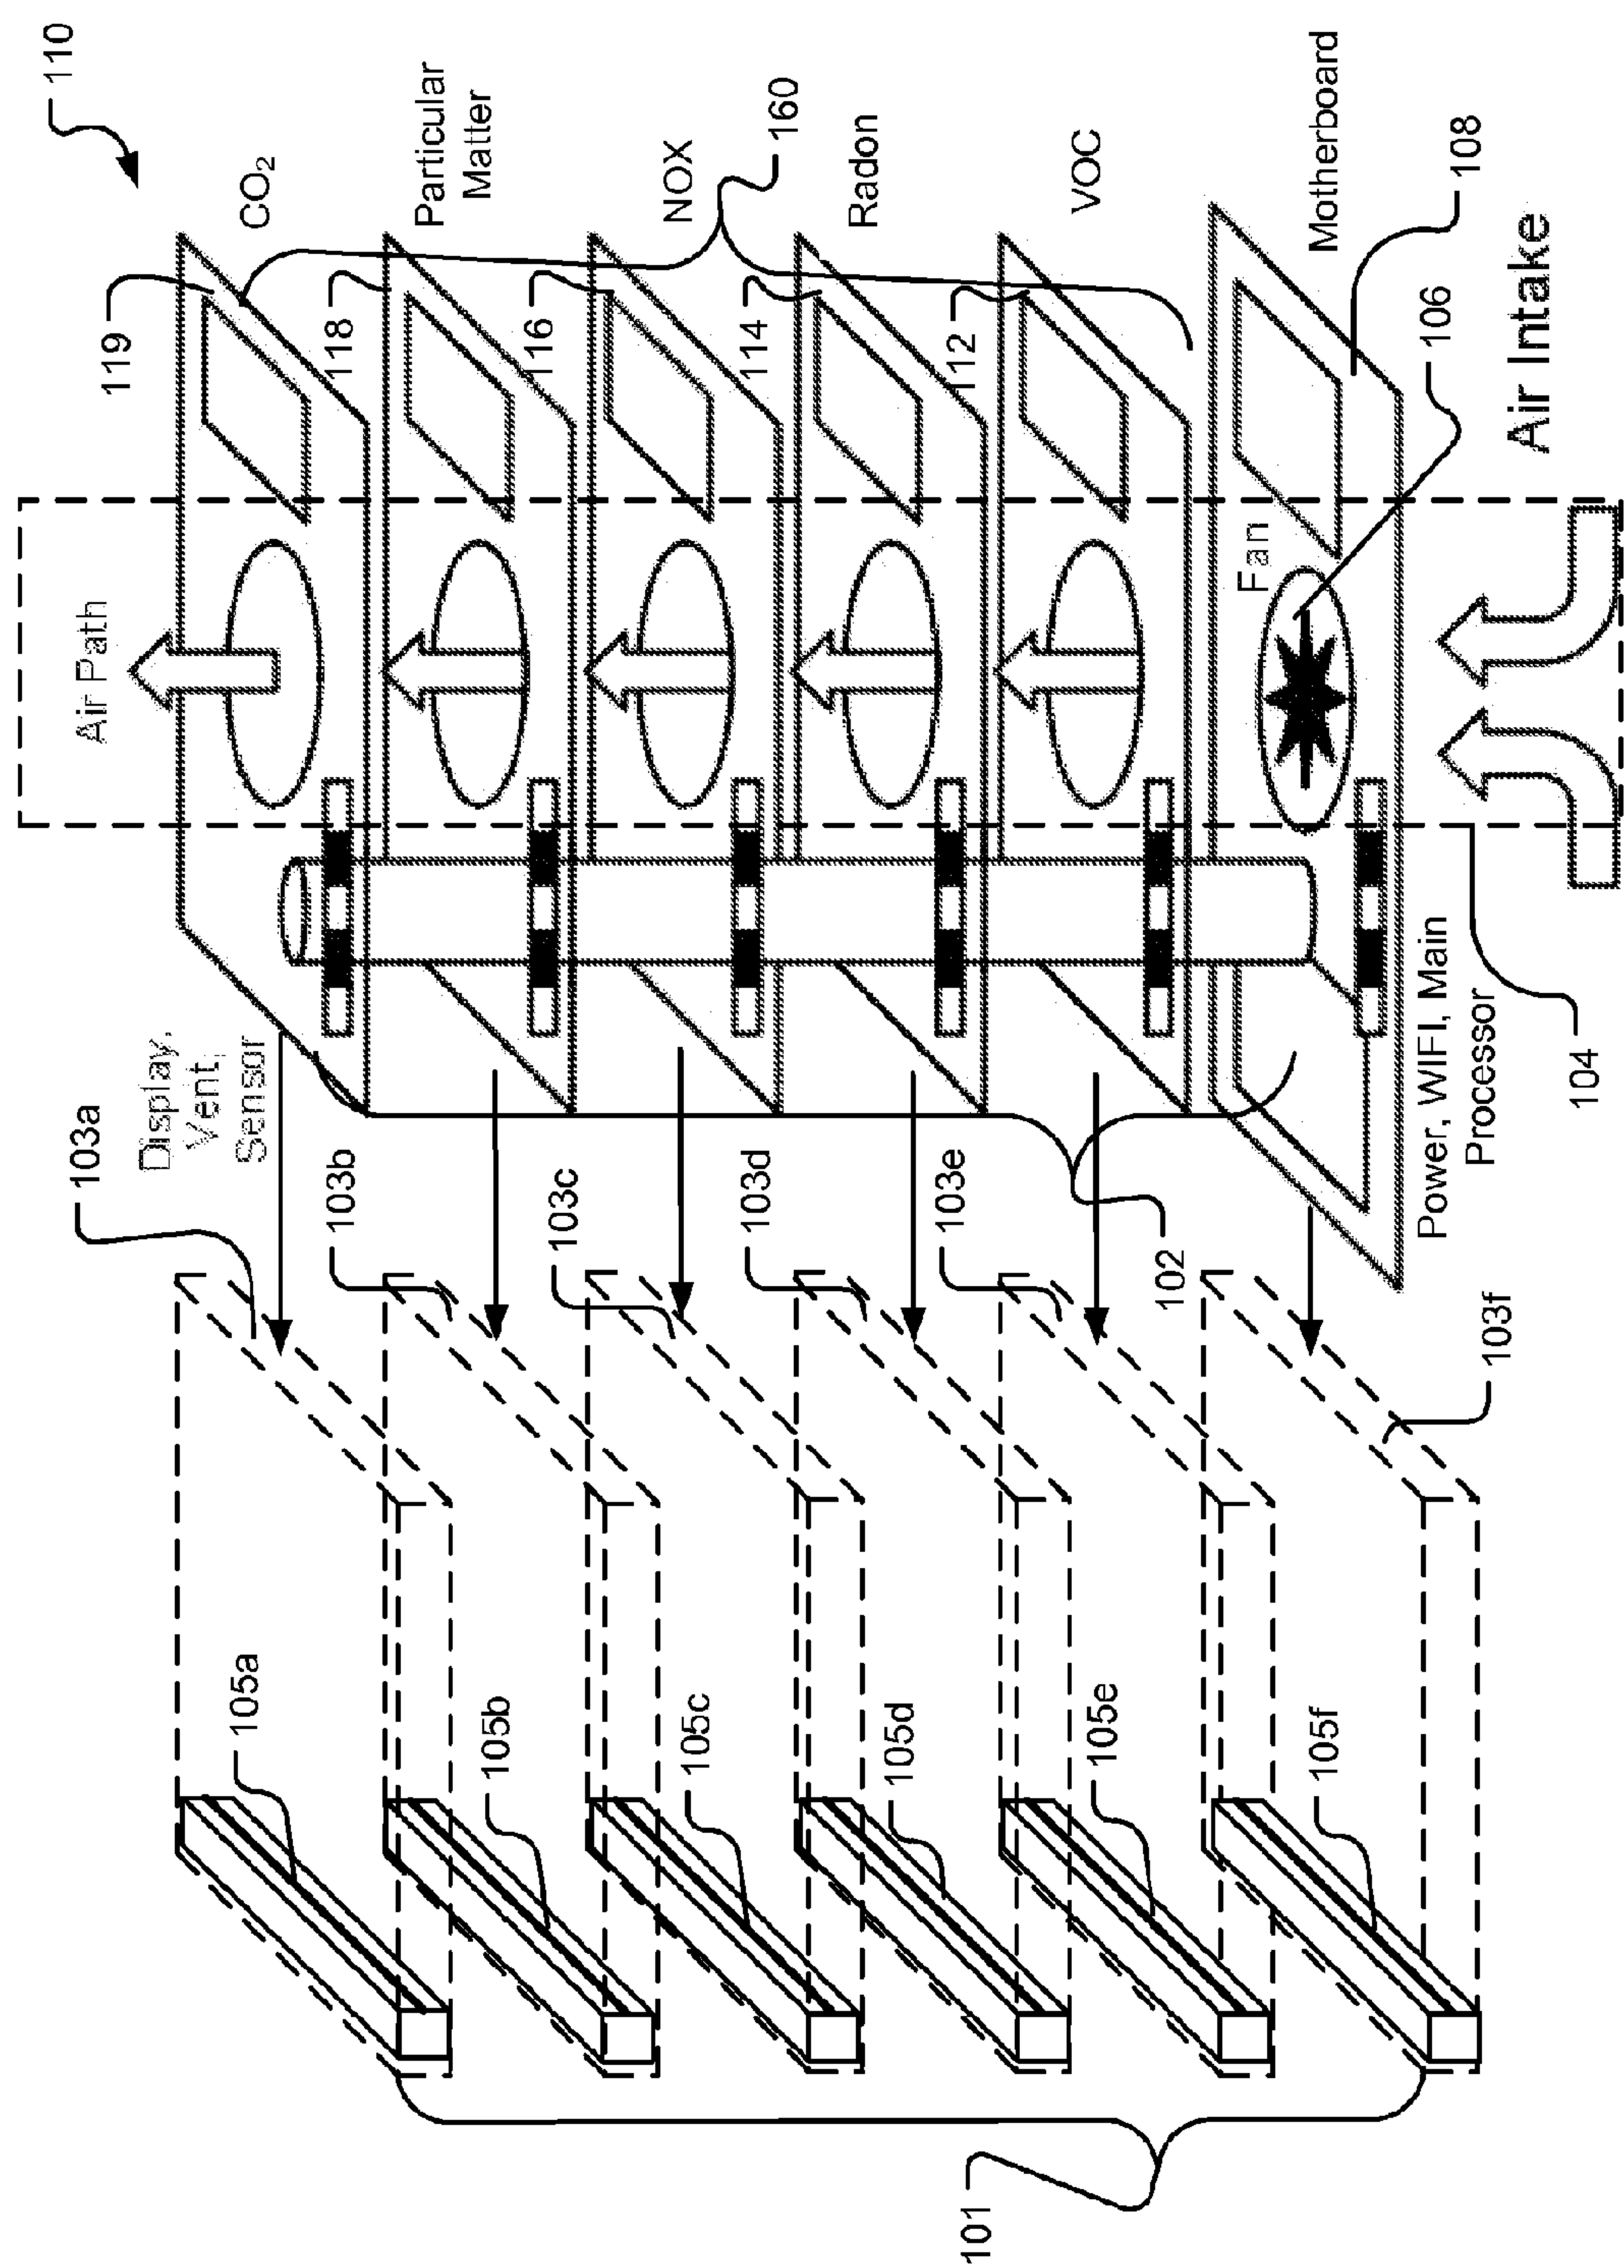 110
CO₂
119
Particular
Matter
118
160
NOX
116
Radon
114
VOC
112
Motherboard
108
106
Air Intake
Fan
Air Path
Display,
Vent,
Sensor
Power, WIFI, Main
Processor
104
102
103a
103b
103c
103d
103e
103f
105a
105b
105c
105d
105e
105f
101